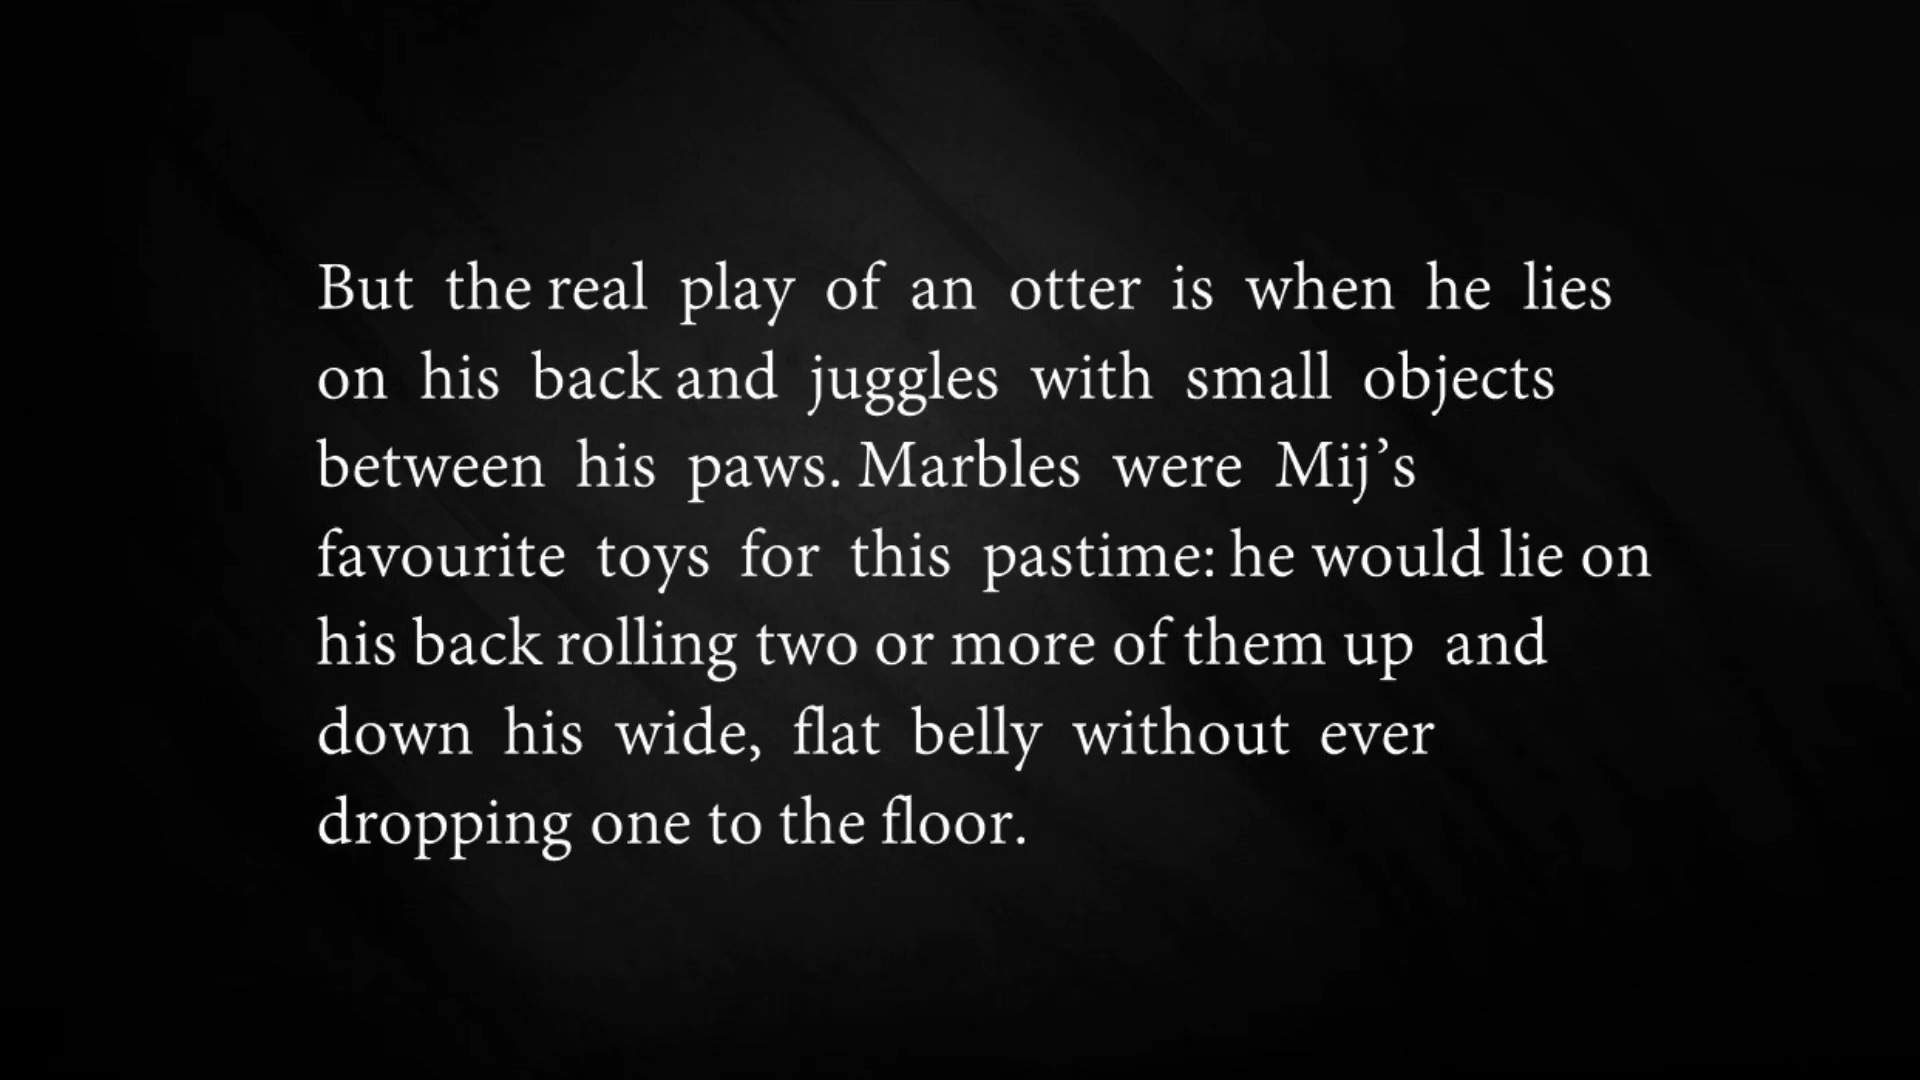 But the real play of an otter is when he lies
on his back and juggles with small objects
between his paws. Marbles were Mij’s
favourite toys for this pastime: he would lie on
his back rolling two or more of them up and
down his wide, flat belly without ever
dropping one to the floor.